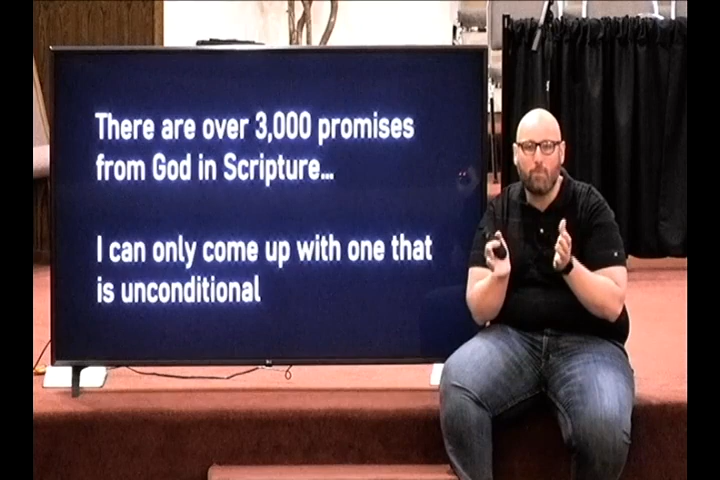 There are over 3,000 promises
from God in Scripture...
I can only come up with one that
is unconditional